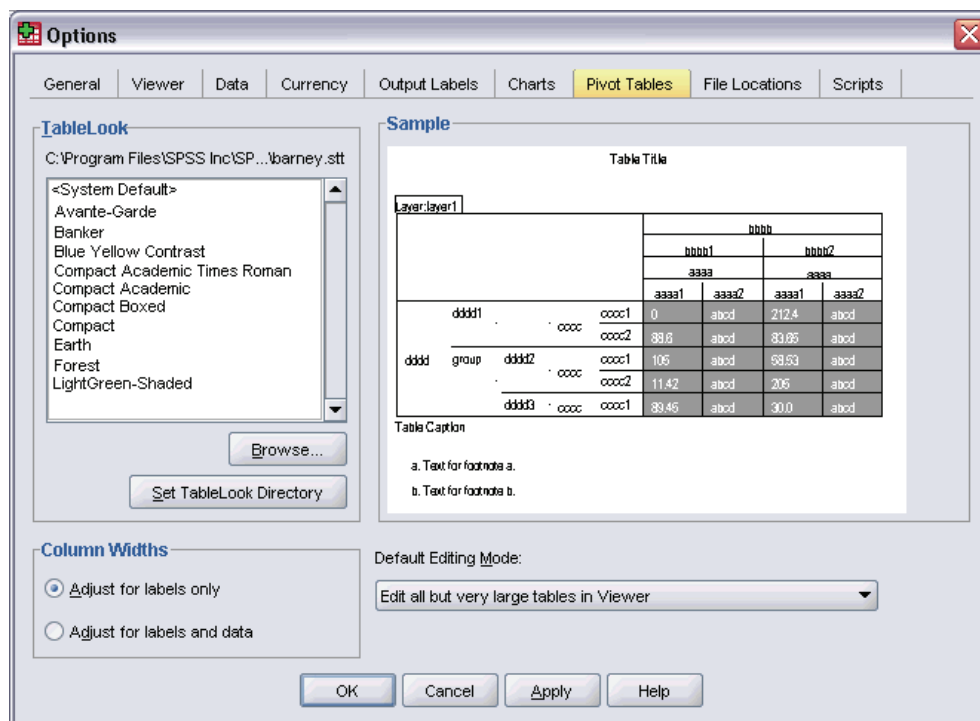 Options
General Viewer Data Currency Output Labels Charts Pivot Tables File Locations Scripts
TableLook
C:\Program Files\SPSS Inc\SP...\barney.stt
<System Default>
Avante-Garde
Banker
Blue Yellow Contrast
Compact Academic Times Roman
Compact Academic
Compact Boxed
Compact
Earth
Forest
LightGreen-Shaded
Browse...
Set TableLook Directory
Sample
Table Title
Layer:layer1
bbbb
bbbb1 bbbb2
aaaa aaaa
aaaa1 aaaa2 aaaa1 aaaa2
dddd1 cccc cccc1 0 abcd 212.4 abcd
cccc2 88.6 abcd 83.65 abcd
dddd group dddd2 cccc cccc1 105 abcd 58.53 abcd
cccc2 11.42 abcd 205 abcd
dddd3 cccc cccc1 89.45 abcd 30.0 abcd
Table Caption
a. Text for footnote a.
b. Text for footnote b.
Column Widths
Adjust for labels only
Adjust for labels and data
Default Editing Mode:
Edit all but very large tables in Viewer
OK Cancel Apply Help